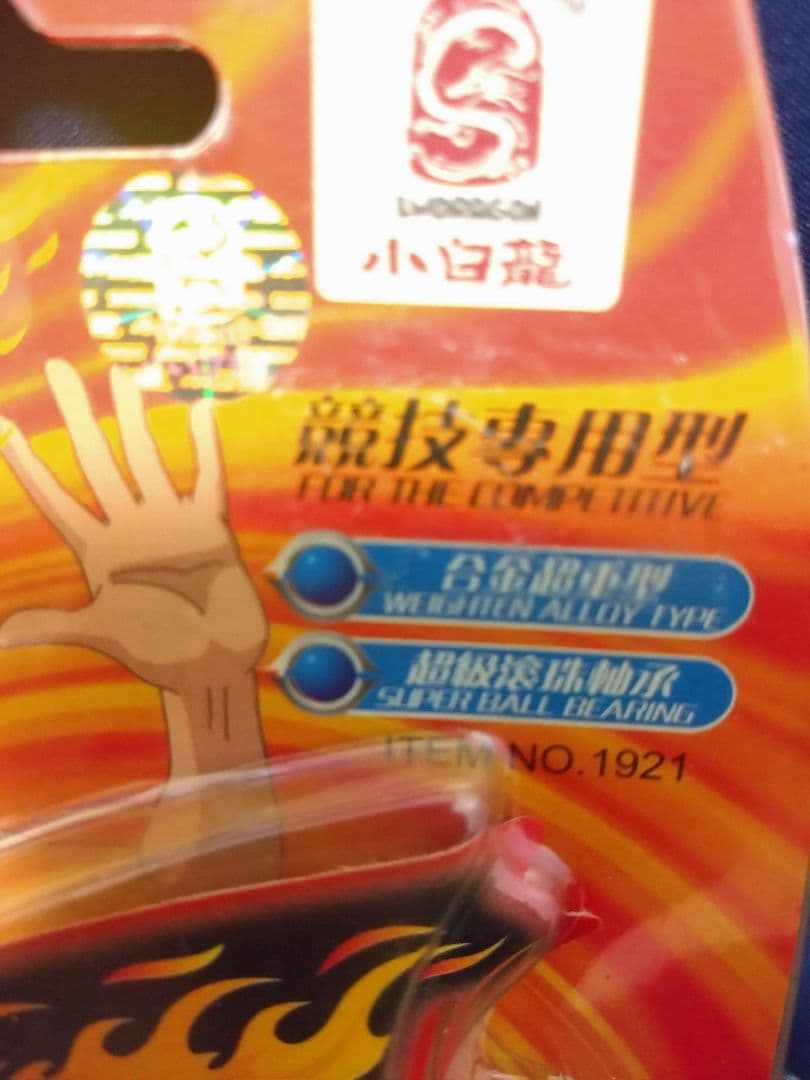 小白龍
競技專用型
FOR THE COMPETITIVE
合金超重型
WEIGHTEN ALLOY TYPE
超級滾珠軸承
SUPER BALL BEARING
ITEM NO.1921